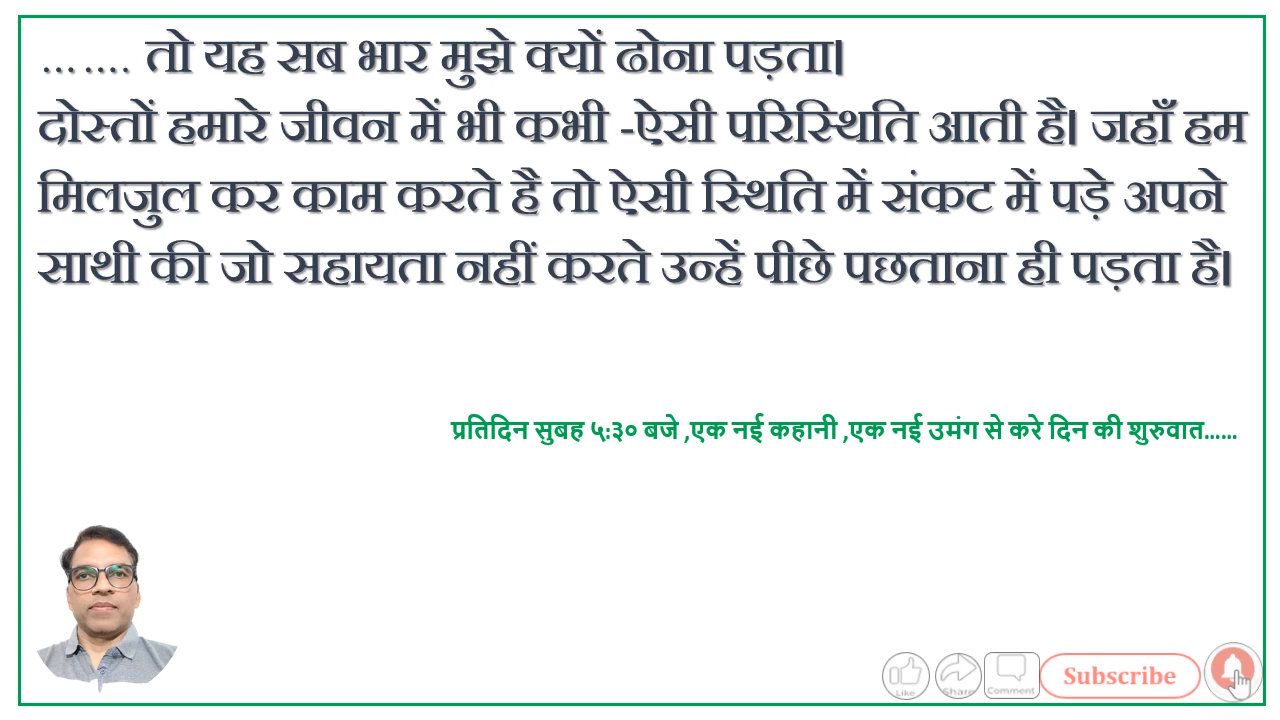 ……. तो यह सब भार मुझे क्यों ढोना पड़ता।
दोस्तों हमारे जीवन में भी कभी -ऐसी परिस्थिति आती है। जहाँ हम
मिलजुल कर काम करते है तो ऐसी स्थिति में संकट में पड़े अपने
साथी की जो सहायता नहीं करते उन्हें पीछे पछताना ही पड़ता है।
प्रतिदिन सुबह ५:३० बजे ,एक नई कहानी ,एक नई उमंग से करे दिन की शुरुवात......
Like Share Comment Subscribe